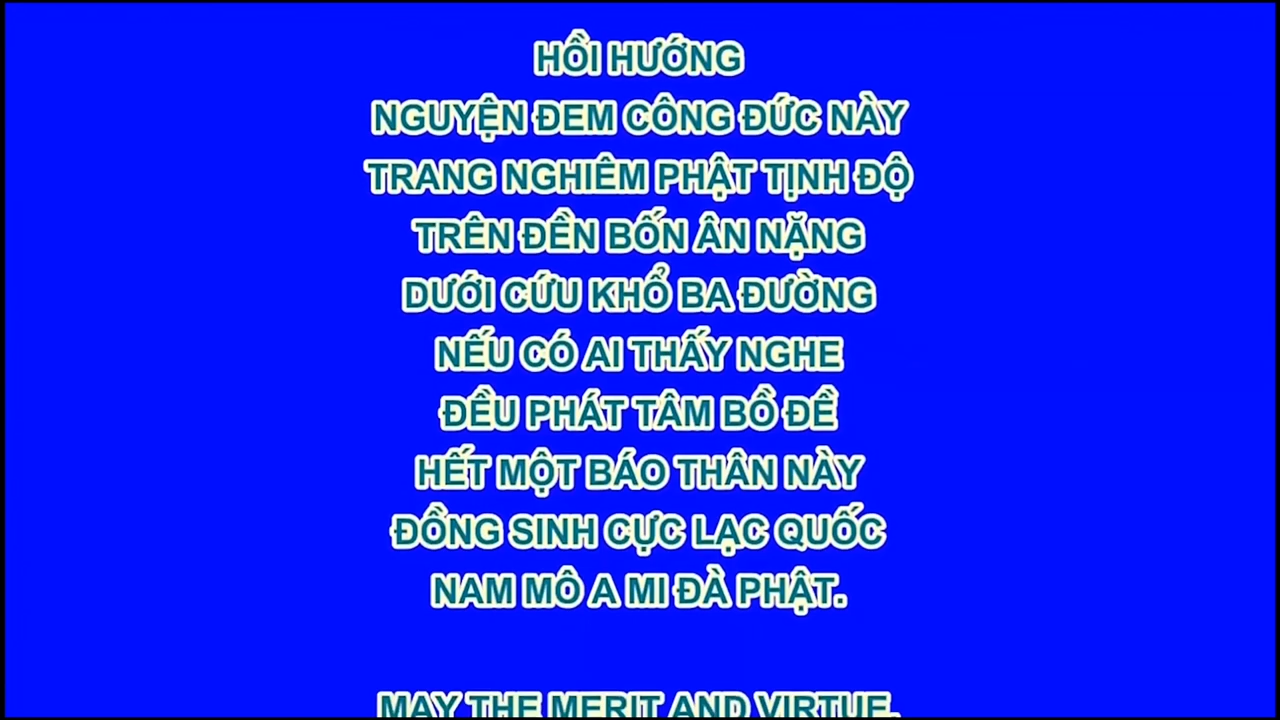 HỒI HƯỚNG
NGUYỆN ĐEM CÔNG ĐỨC NÀY
TRANG NGHIÊM PHẬT TỊNH ĐỘ
TRÊN ĐỀN BỐN ÂN NẶNG
DƯỚI CỨU KHỔ BA ĐƯỜNG
NẾU CÓ AI THẤY NGHE
ĐỀU PHÁT TÂM BỒ ĐỀ
HẾT MỘT BÁO THÂN NÀY
ĐỒNG SINH CỰC LẠC QUỐC
NAM MÔ A MI ĐÀ PHẬT.
MAY THE MERIT AND VIRTUE,